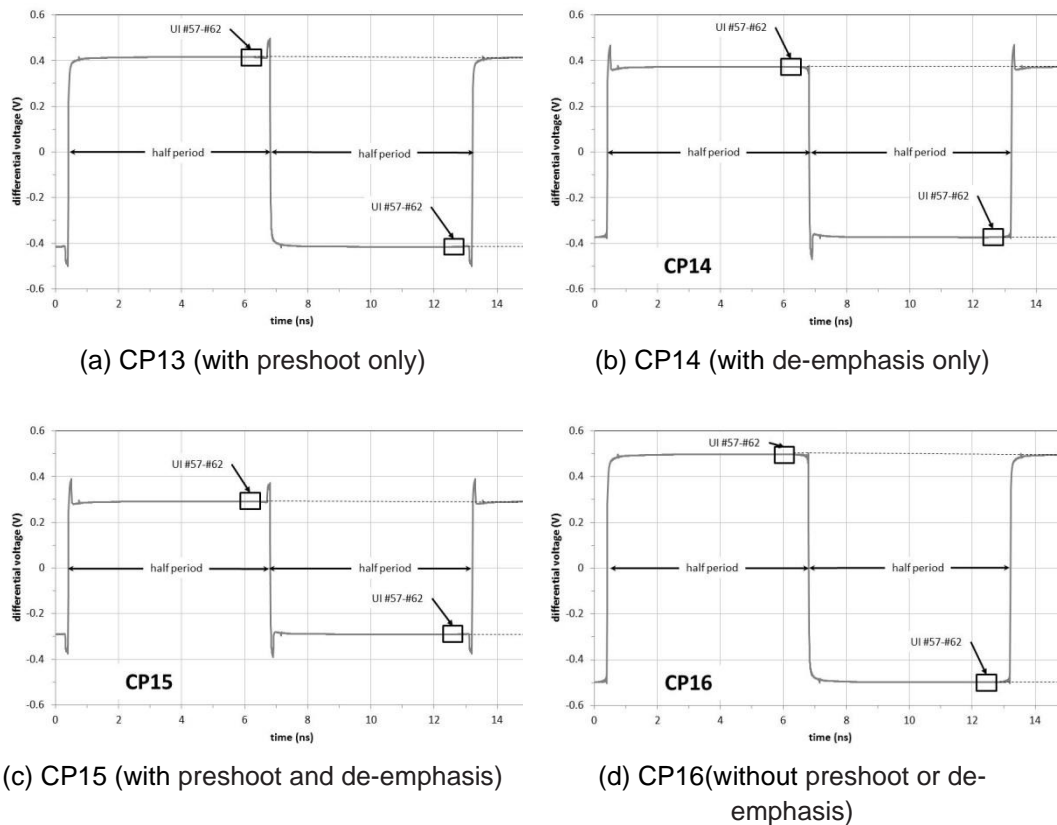 0.6
0.4
0.2
0
-0.2
-0.4
-0.6
differential voltage (V)
UI #57-#62
half period
half period
UI #57-#62
0 2 4 6 8 10 12 14
time (ns)
(a) CP13 (with preshoot only)
0.6
0.4
0.2
0
-0.2
-0.4
-0.6
differential voltage (V)
UI #57-#62
half period
half period
UI #57-#62
CP14
0 2 4 6 8 10 12 14
time (ns)
(b) CP14 (with de-emphasis only)
0.6
0.4
0.2
0
-0.2
-0.4
-0.6
differential voltage (V)
UI #57-#62
half period
half period
UI #57-#62
CP15
0 2 4 6 8 10 12 14
time (ns)
(c) CP15 (with preshoot and de-emphasis)
0.6
0.4
0.2
0
-0.2
-0.4
-0.6
differential voltage (V)
UI #57-#62
half period
half period
UI #57-#62
CP16
0 2 4 6 8 10 12 14
time (ns)
(d) CP16(without preshoot or de-
emphasis)